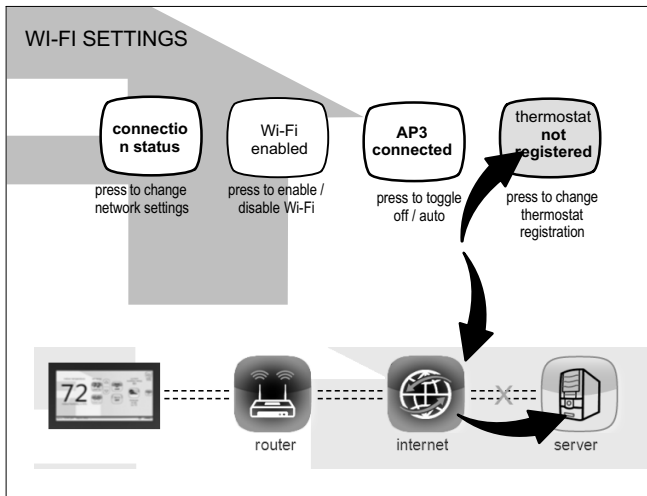 WI-FI SETTINGS
connectio
n status
Wi-Fi
enabled
AP3
connected
thermostat
not
registered
press to change
network settings
press to enable /
disable Wi-Fi
press to toggle
off / auto
press to change
thermostat
registration
72
X
router
internet
server